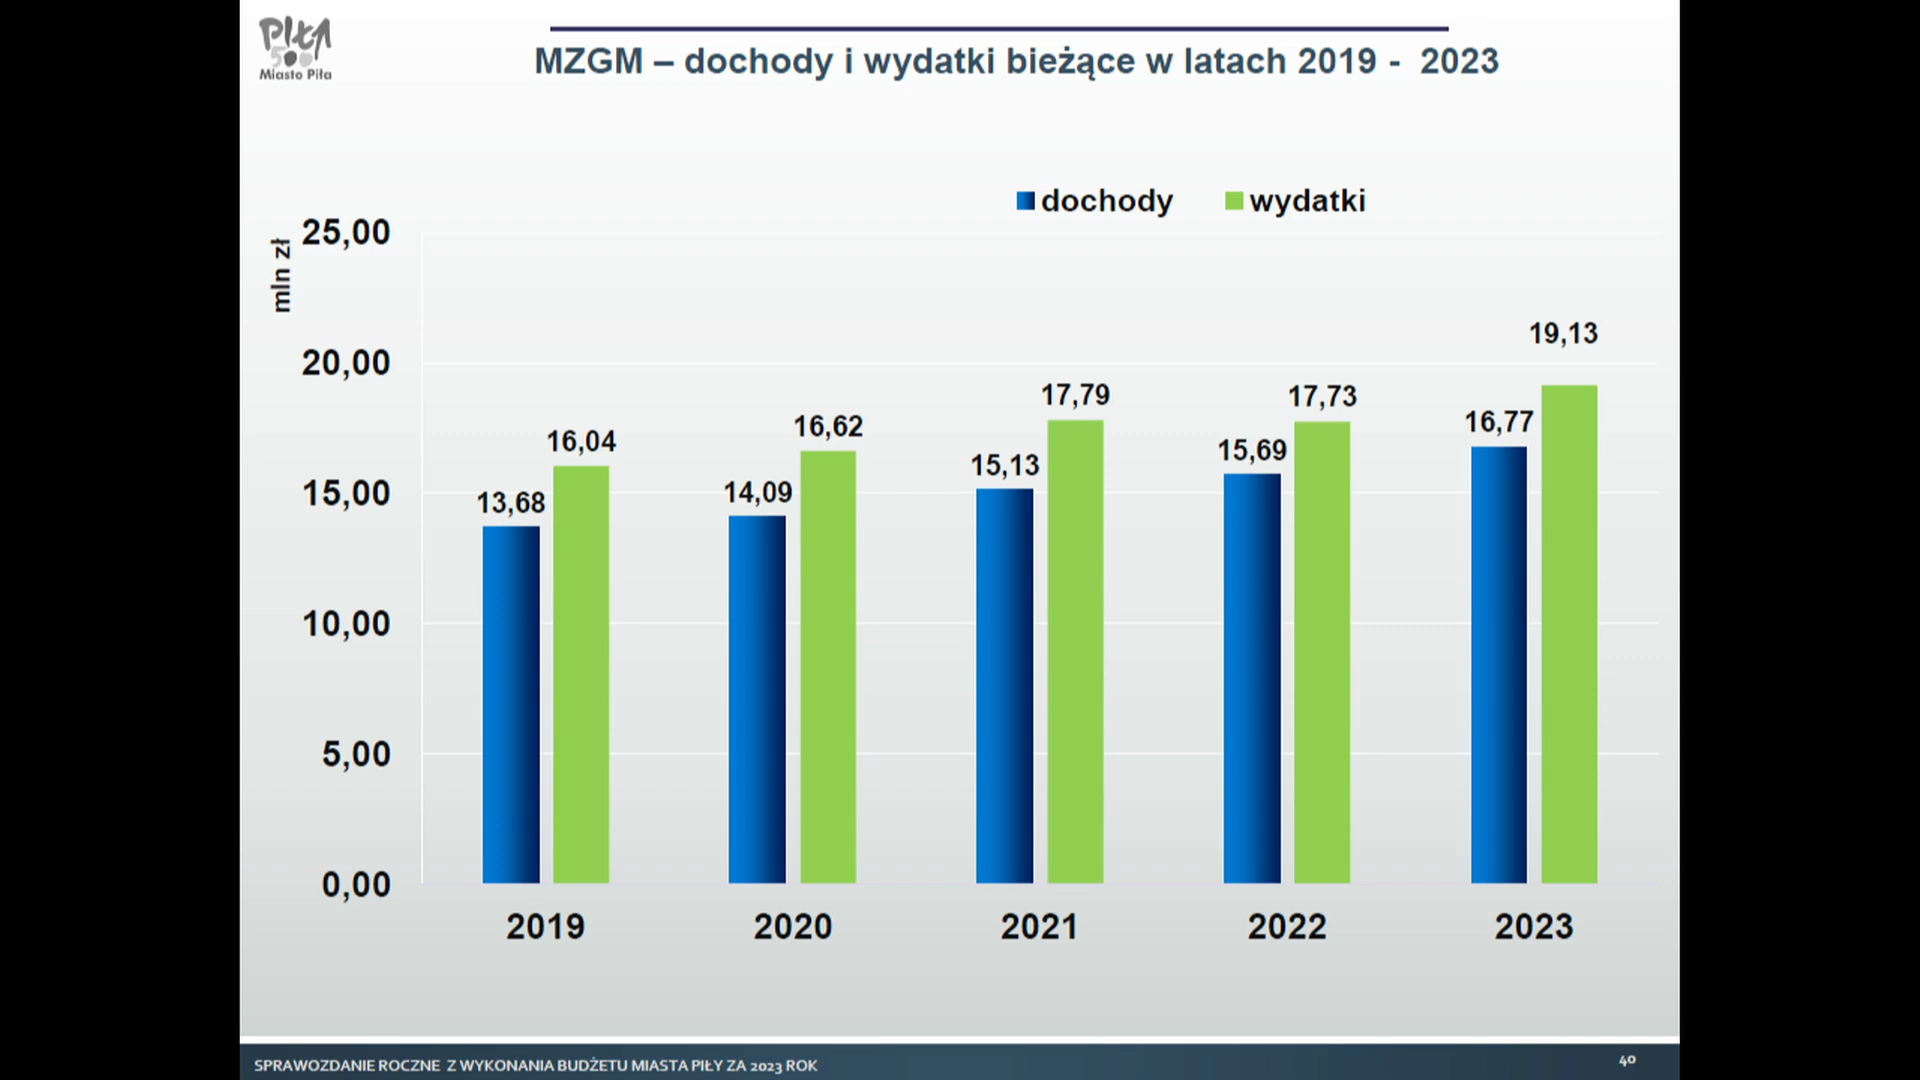 PIŁA
500
Miasto Piła
MZGM – dochody i wydatki bieżące w latach 2019 - 2023
dochody wydatki
mln zł
25,00
20,00
15,00
10,00
5,00
0,00
13,68 16,04
14,09 16,62
15,13 17,79
15,69 17,73
16,77 19,13
2019 2020 2021 2022 2023
SPRAWOZDANIE ROCZNE Z WYKONANIA BUDŻETU MIASTA PIŁY ZA 2023 ROK
40